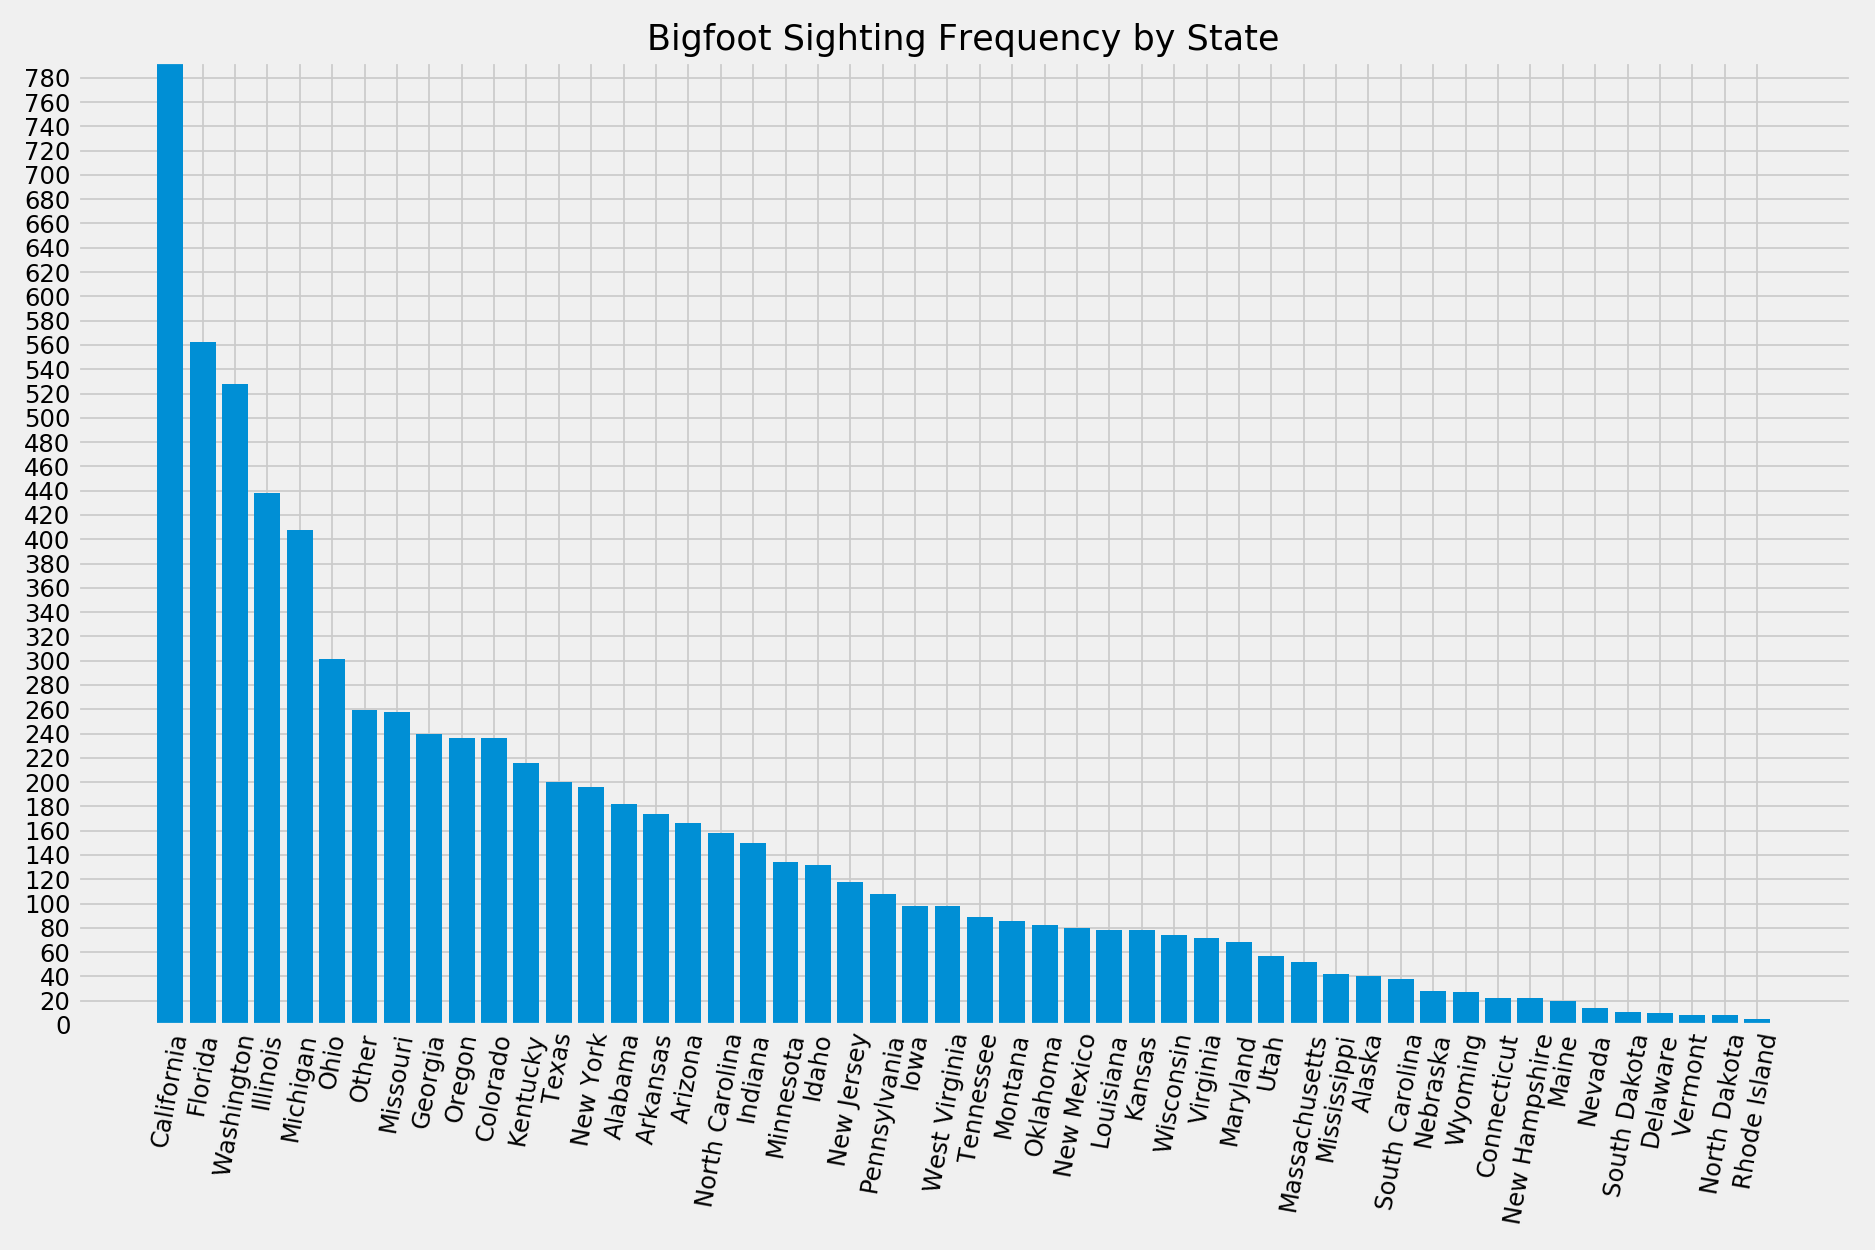 Bigfoot Sighting Frequency by State
780
760
740
720
700
680
660
640
620
600
580
560
540
520
500
480
460
440
420
400
380
360
340
320
300
280
260
240
220
200
180
160
140
120
100
80
60
40
20
0
California
Florida
Washington
Illinois
Michigan
Ohio
Other
Missouri
Georgia
Oregon
Colorado
Kentucky
Texas
New York
Alabama
Arkansas
Arizona
North Carolina
Indiana
Minnesota
Idaho
New Jersey
Pennsylvania
Iowa
West Virginia
Tennessee
Montana
Oklahoma
New Mexico
Louisiana
Kansas
Wisconsin
Virginia
Maryland
Utah
Massachusetts
Mississippi
Alaska
South Carolina
Nebraska
Wyoming
Connecticut
New Hampshire
Maine
Nevada
South Dakota
Delaware
Vermont
North Dakota
Rhode Island